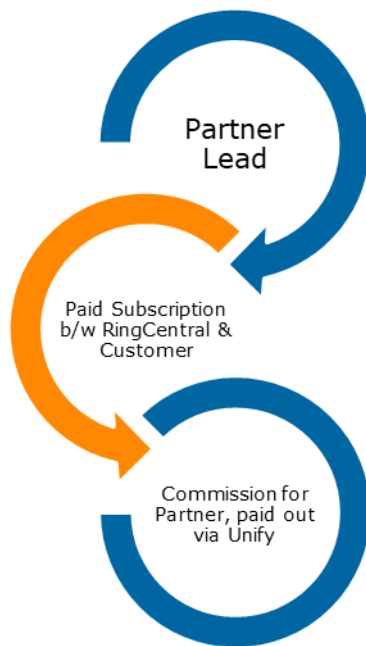 Partner
Lead
Paid Subscription
b/w RingCentral &
Customer
Commission for
Partner, paid out
via Unify